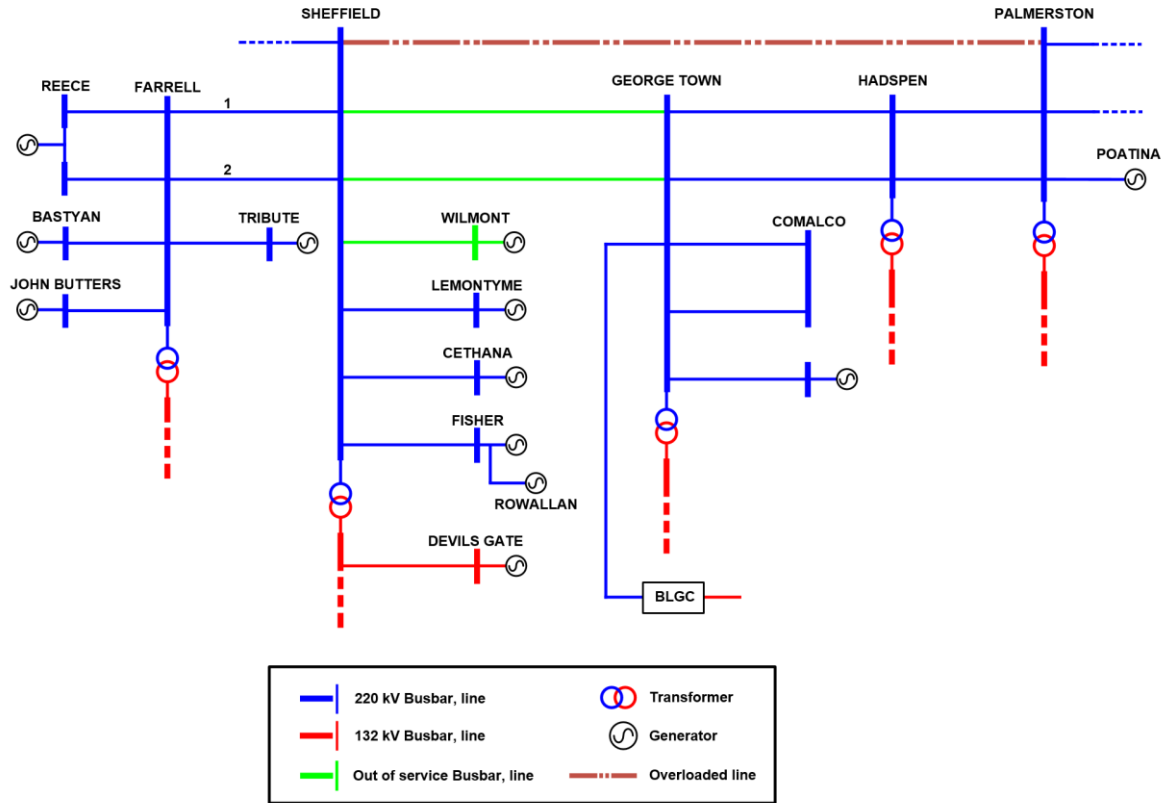 SHEFFIELD
PALMERSTON
REECE
FARRELL
GEORGE TOWN
HADSPEN
1
2
POATINA
BASTYAN
TRIBUTE
WILMONT
COMALCO
JOHN BUTTERS
LEMONTYME
CETHANA
FISHER
ROWALLAN
DEVILS GATE
BLGC
220 kV Busbar, line
Transformer
132 kV Busbar, line
Generator
Out of service Busbar, line
Overloaded line